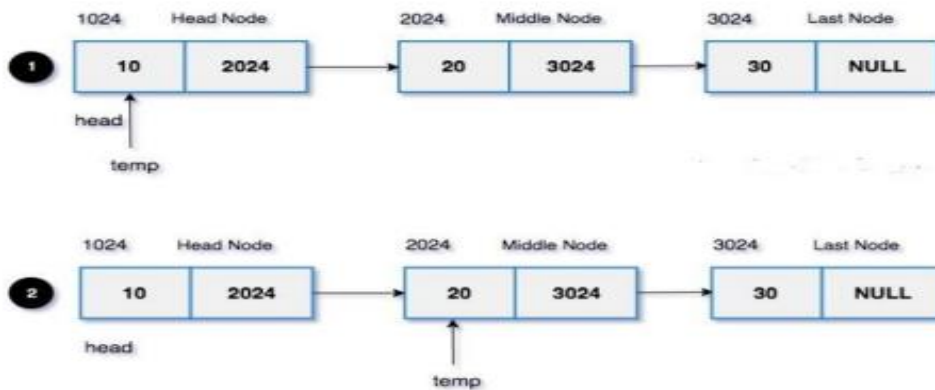 1024 Head Node 2024 Middle Node 3024 Last Node
1 10 2024 20 3024 30 NULL
head
temp
1024 Head Node 2024 Middle Node 3024 Last Node
2 10 2024 20 3024 30 NULL
head
temp